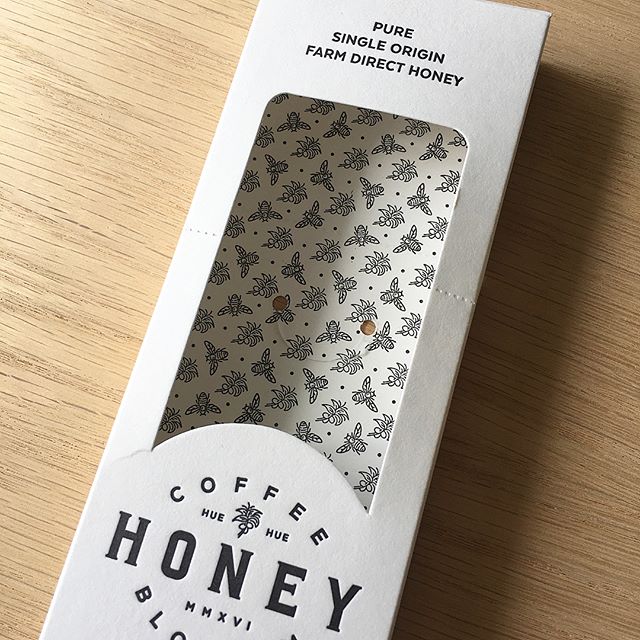 PURE
SINGLE ORIGIN
FARM DIRECT HONEY
COFFEE
HUE HUE
HONEY
MMXVI